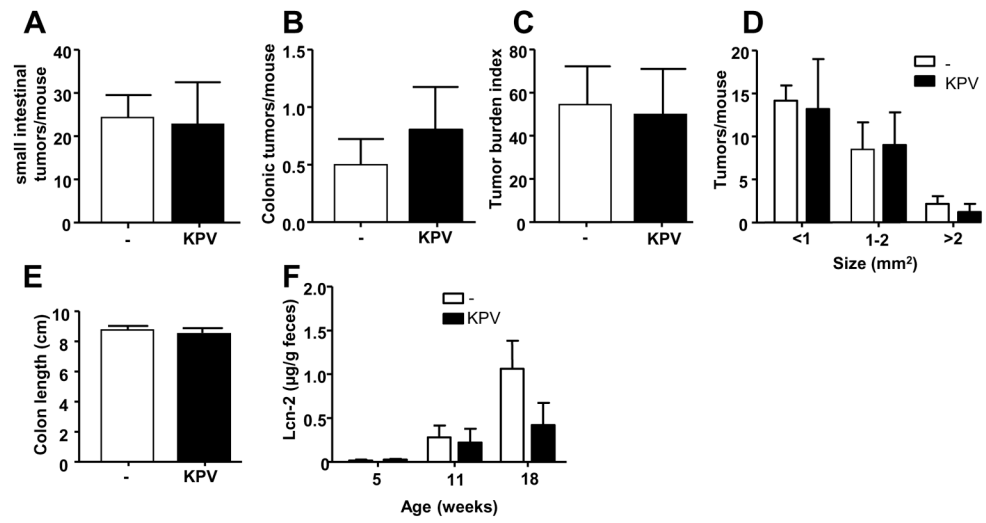 A
small intestinal
tumors/mouse
40
30
20
10
0
-
KPV
B
Colonic tumors/mouse
1.5
1.0
0.5
0.0
-
KPV
C
Tumor burden index
80
60
40
20
0
-
KPV
D
Tumors/mouse
20
15
10
5
0
-
KPV
<1
1-2
>2
Size (mm²)
E
Colon length (cm)
10
8
6
4
2
0
-
KPV
F
Lcn-2 (µg/g feces)
2.0
1.5
1.0
0.5
0.0
-
KPV
5
11
18
Age (weeks)